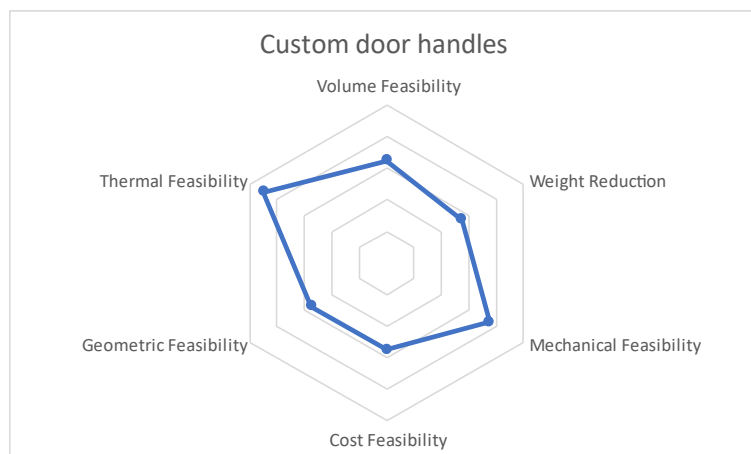 Custom door handles
Volume Feasibility
Thermal Feasibility
Weight Reduction
Geometric Feasibility
Mechanical Feasibility
Cost Feasibility